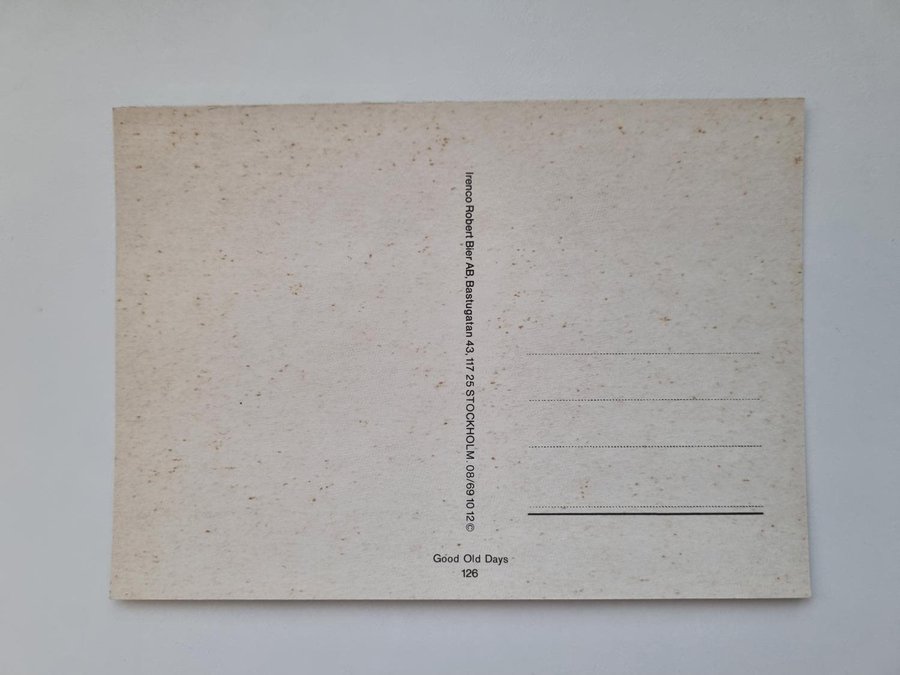 Irenco Robert Bier AB, Bastugatan 43, 117 25 STOCKHOLM. 08/69 10 12 ©
Good Old Days
126